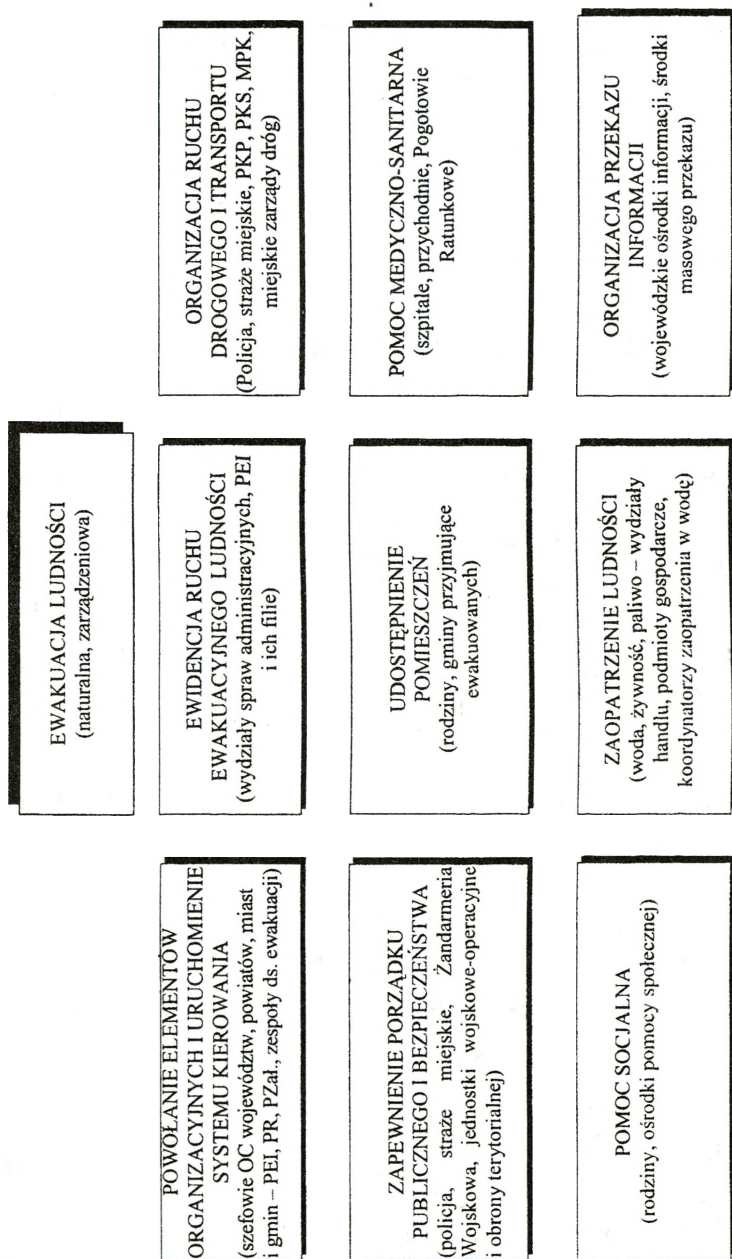 EWAKUACJA LUDNOŚCI
(naturalna, zarządzeniowa)
POWOŁANIE ELEMENTÓW
ORGANIZACYJNYCH I URUCHOMIENIE
SYSTEMU KIEROWANIA
(szefowie OC województw, powiatów, miast
i gmin – PEI, PR, PZał., zespoły ds. ewakuacji)
EWIDENCJA RUCHU
EWAKUACYJNEGO LUDNOŚCI
(wydziały spraw administracyjnych, PEI
i ich filie)
ORGANIZACJA RUCHU
DROGOWEGO I TRANSPORTU
(Policja, straże miejskie, PKP, PKS, MPK,
miejskie zarządy dróg)
ZAPEWNIENIE PORZĄDKU
PUBLICZNEGO I BEZPIECZEŃSTWA
(policja, straże miejskie, Żandarmeria
Wojskowa, jednostki wojskowe-operacyjne
i obrony terytorialnej)
UDOSTĘPNIENIE
POMIESZCZEŃ
(rodziny, gminy przyjmujące
ewakuowanych)
POMOC MEDYCZNO-SANITARNA
(szpitale, przychodnie, Pogotowie
Ratunkowe)
POMOC SOCJALNA
(rodziny, ośrodki pomocy społecznej)
ZAOPATRZENIE LUDNOŚCI
(woda, żywność, paliwo – wydziały
handlu, podmioty gospodarcze,
koordynatorzy zaopatrzenia w wodę)
ORGANIZACJA PRZEKAZU
INFORMACJI
(wojewódzkie ośrodki informacji, środki
masowego przekazu)